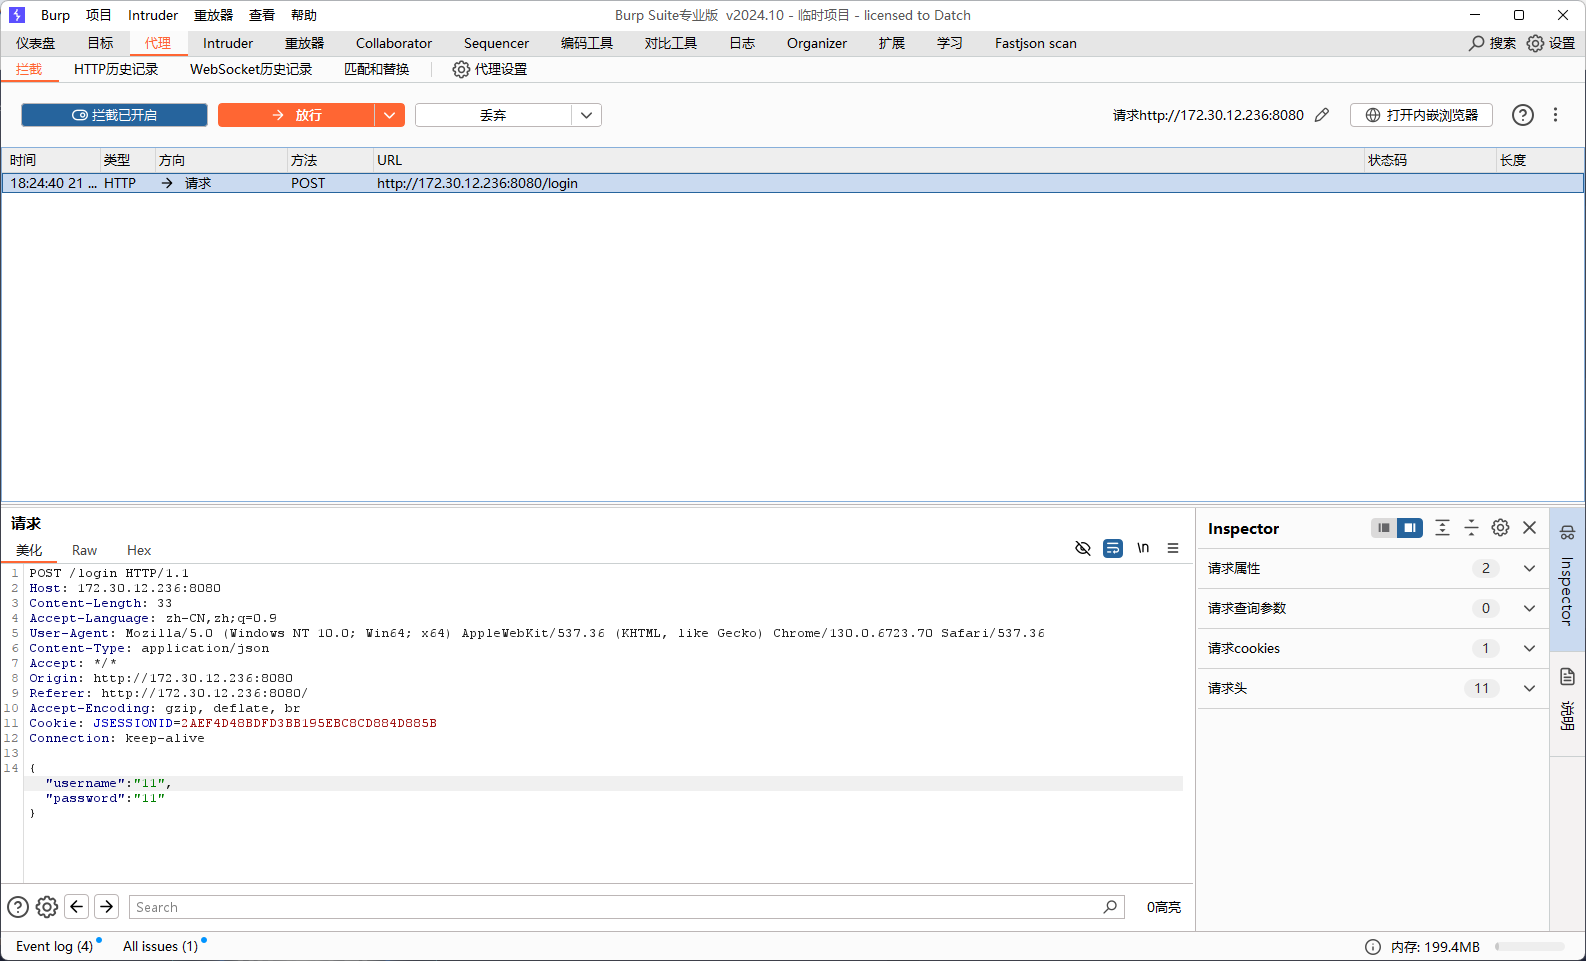 Burp 项目 Intruder 重放器 查看 帮助 Burp Suite专业版 v2024.10 - 临时项目 - licensed to Datch
仪表盘 目标 代理 Intruder 重放器 Collaborator Sequencer 编码工具 对比工具 日志 Organizer 扩展 学习 Fastjson scan 搜索 设置
拦截 HTTP历史记录 WebSocket历史记录 匹配和替换 代理设置
拦截已开启 放行 丢弃 请求http://172.30.12.236:8080 打开内嵌浏览器
时间 类型 方向 方法 URL 状态码 长度
18:24:40 21 ... HTTP 请求 POST http://172.30.12.236:8080/login
请求
美化 Raw Hex \n
1 POST /login HTTP/1.1
2 Host: 172.30.12.236:8080
3 Content-Length: 33
4 Accept-Language: zh-CN,zh;q=0.9
5 User-Agent: Mozilla/5.0 (Windows NT 10.0; Win64; x64) AppleWebKit/537.36 (KHTML, like Gecko) Chrome/130.0.6723.70 Safari/537.36
6 Content-Type: application/json
7 Accept: */*
8 Origin: http://172.30.12.236:8080
9 Referer: http://172.30.12.236:8080/
10 Accept-Encoding: gzip, deflate, br
11 Cookie: JSESSIONID=2AEF4D48BDFD3BB195EBC8CD884D885B
12 Connection: keep-alive
13
14 {
"username":"11",
"password":"11"
}
Inspector
请求属性 2
请求查询参数 0
请求cookies 1
请求头 11
Inspector
说明
Search 0高亮
Event log (4) All issues (1) 内存: 199.4MB